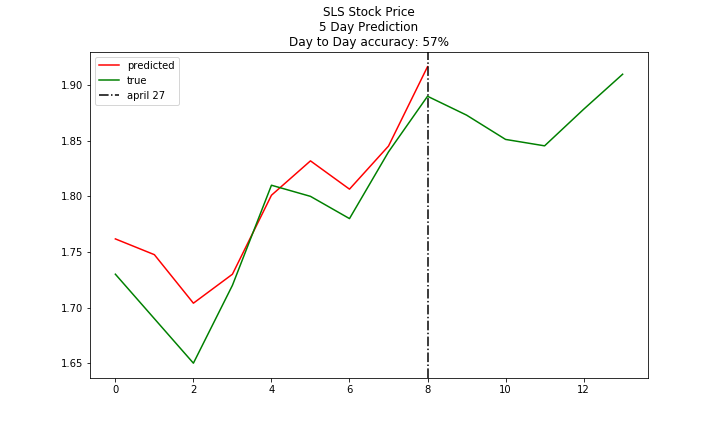 SLS Stock Price
5 Day Prediction
Day to Day accuracy: 57%
predicted
true
april 27
1.90
1.85
1.80
1.75
1.70
1.65
0 2 4 6 8 10 12